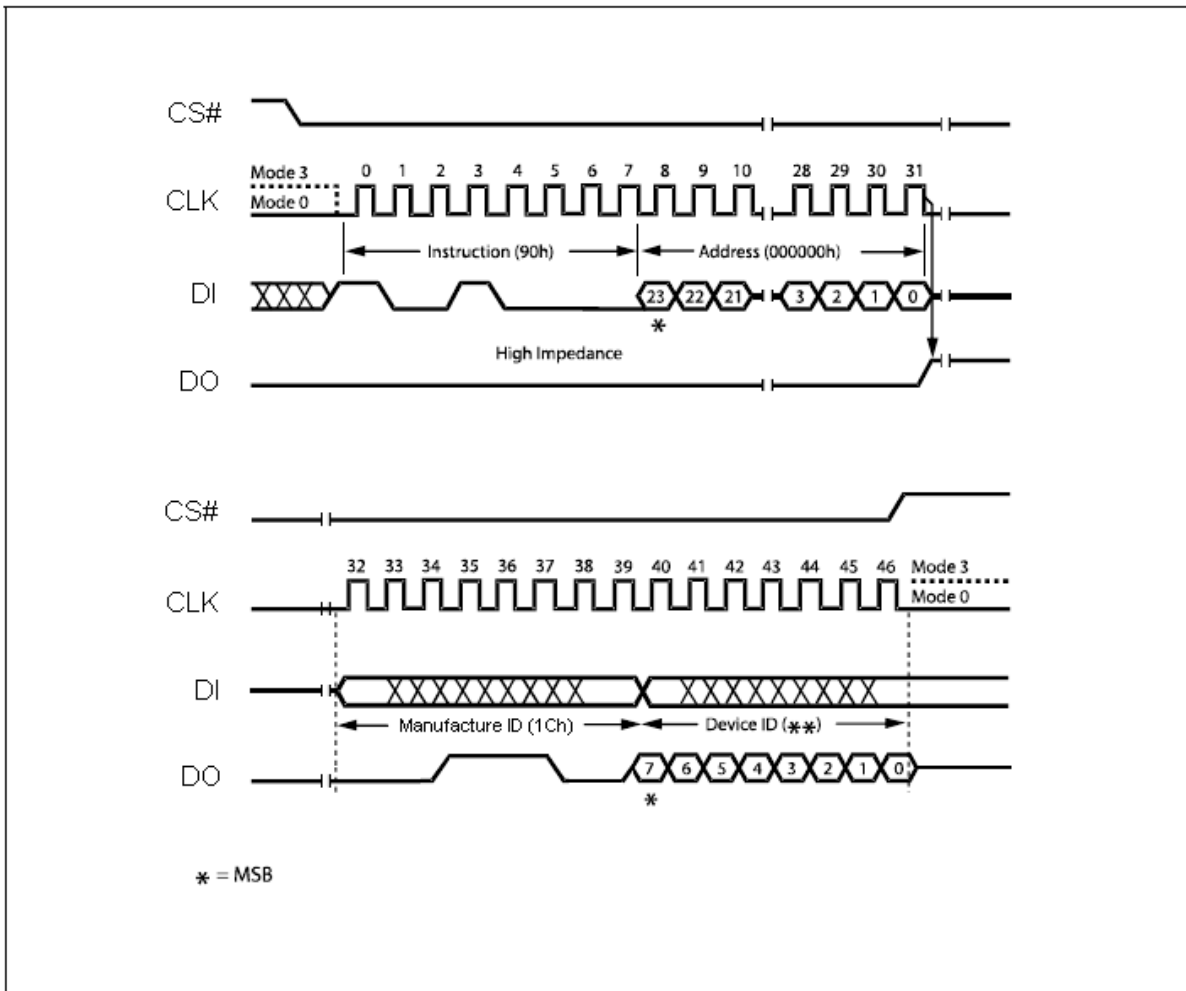 CS#
Mode 3
0 1 2 3 4 5 6 7 8 9 10 28 29 30 31
CLK
Mode 0
Instruction (90h)
Address (000000h)
DI
23 22 21 3 2 1 0
*
High Impedance
DO
CS#
32 33 34 35 36 37 38 39 40 41 42 43 44 45 46
Mode 3
CLK
Mode 0
DI
Manufacture ID (1Ch)
Device ID (**)
DO
7 6 5 4 3 2 1 0
*
* = MSB